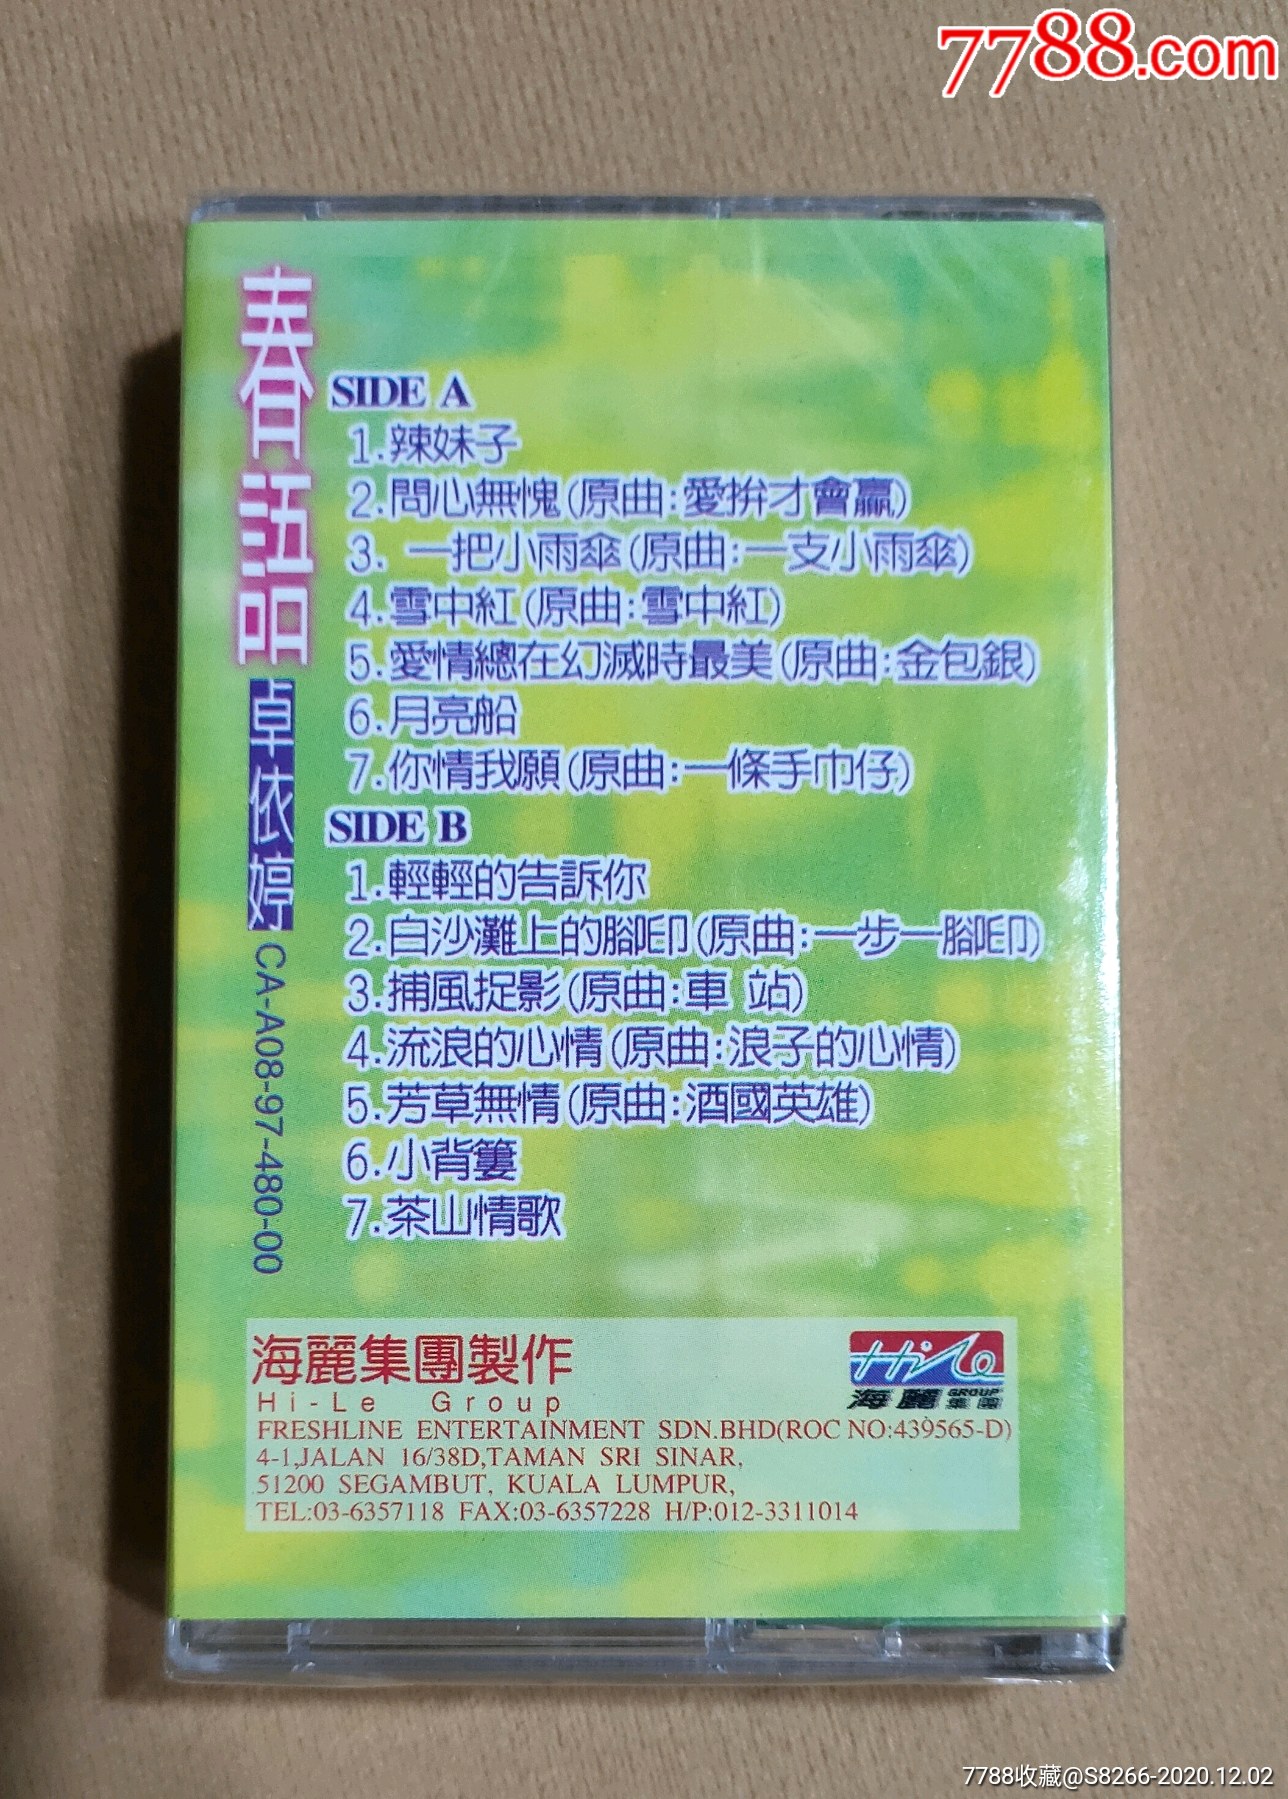 7788.com
春語
卓依婷
CA-A08-97-480-00
SIDE A
1.辣妹子
2.問心無愧(原曲:愛拚才會贏)
3. 一把小雨傘(原曲:一支小雨傘)
4.雪中紅(原曲:雪中紅)
5.愛情總在幻滅時最美(原曲:金包銀)
6.月亮船
7.你情我願(原曲:一條手巾仔)
SIDE B
1.輕輕的告訴你
2.白沙灘上的腳印(原曲:一步一腳印)
3.捕風捉影(原曲:車 站)
4.流浪的心情(原曲:浪子的心情)
5.芳草無情(原曲:酒國英雄)
6.小背簍
7.茶山情歌
海麗集團製作
Hi-Le Group
FRESHLINE ENTERTAINMENT SDN.BHD(ROC NO:439565-D)
4-1,JALAN 16/38D,TAMAN SRI SINAR,
51200 SEGAMBUT, KUALA LUMPUR,
TEL:03-6357118 FAX:03-6357228 H/P:012-3311014
Hi Le
海麗 GROUP 集團
7788收藏@S8266-2020.12.02